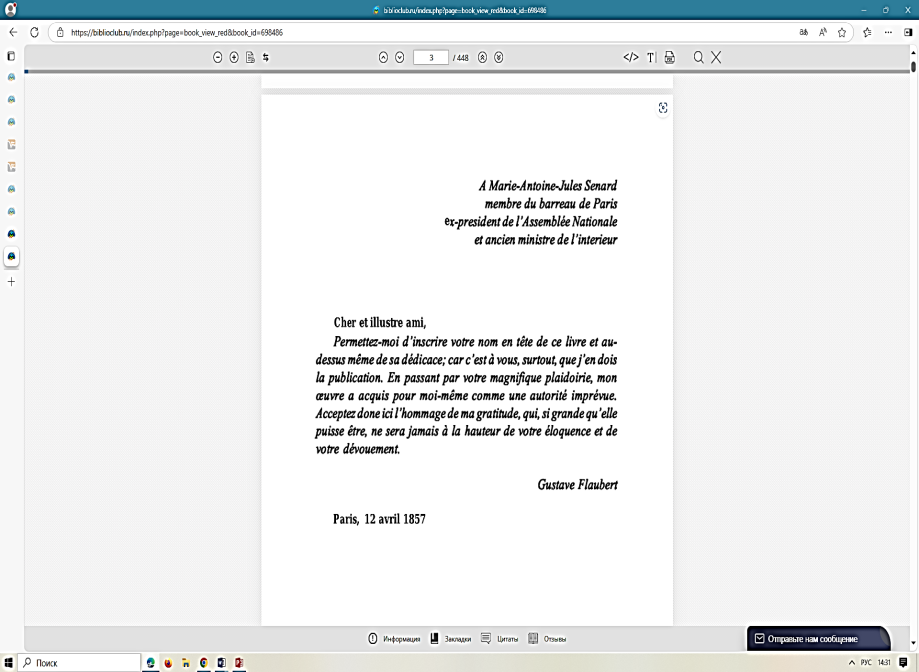 biblioclub.ru/index.php?page=book_view_red&book_id=698486
https://biblioclub.ru/index.php?page=book_view_red&book_id=698486
3 / 448
A Marie-Antoine-Jules Senard
membre du barreau de Paris
ex-president de l'Assemblée Nationale
et ancien ministre de l'interieur
Cher et illustre ami,
Permettez-moi d'inscrire votre nom en tête de ce livre et au-
dessus même de sa dédicace; car c'est à vous, surtout, que j'en dois
la publication. En passant par votre magnifique plaidoirie, mon
œuvre a acquis pour moi-même comme une autorité imprévue.
Acceptez done ici l'hommage de ma gratitude, qui, si grande qu'elle
puisse être, ne sera jamais à la hauteur de votre éloquence et de
votre dévouement.
Gustave Flaubert
Paris, 12 avril 1857
Информация Закладки Цитаты Отзывы
Отправьте нам сообщение
Поиск РУС 14:31